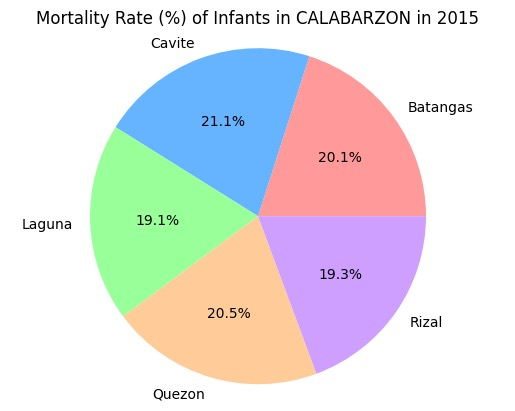 Mortality Rate (%) of Infants in CALABARZON in 2015
Cavite
Batangas
21.1%
20.1%
Laguna
19.1%
20.5%
19.3%
Rizal
Quezon